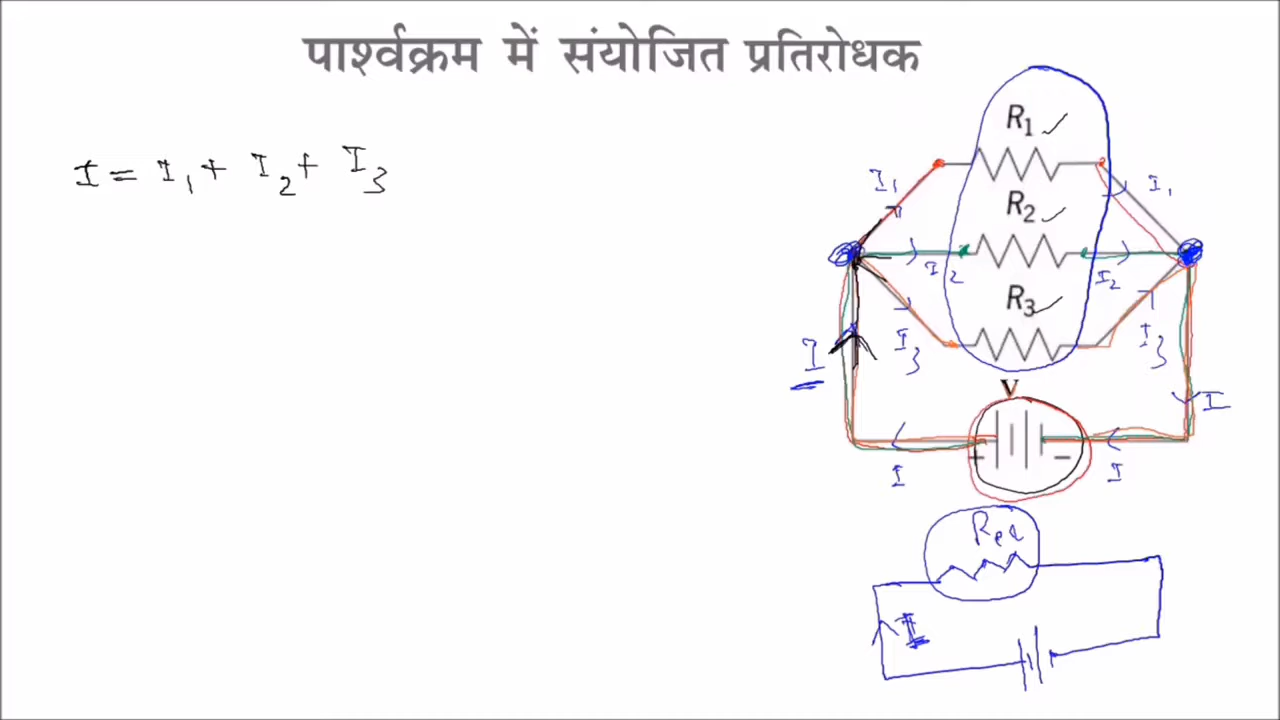 पार्श्वक्रम में संयोजित प्रतिरोधक
I = I₁ + I₂ + I₃
R₁
I₁ I₁
R₂
I₂ I₂
R₃
I I₃ I₃
V
I
+ −
I I
Req
I